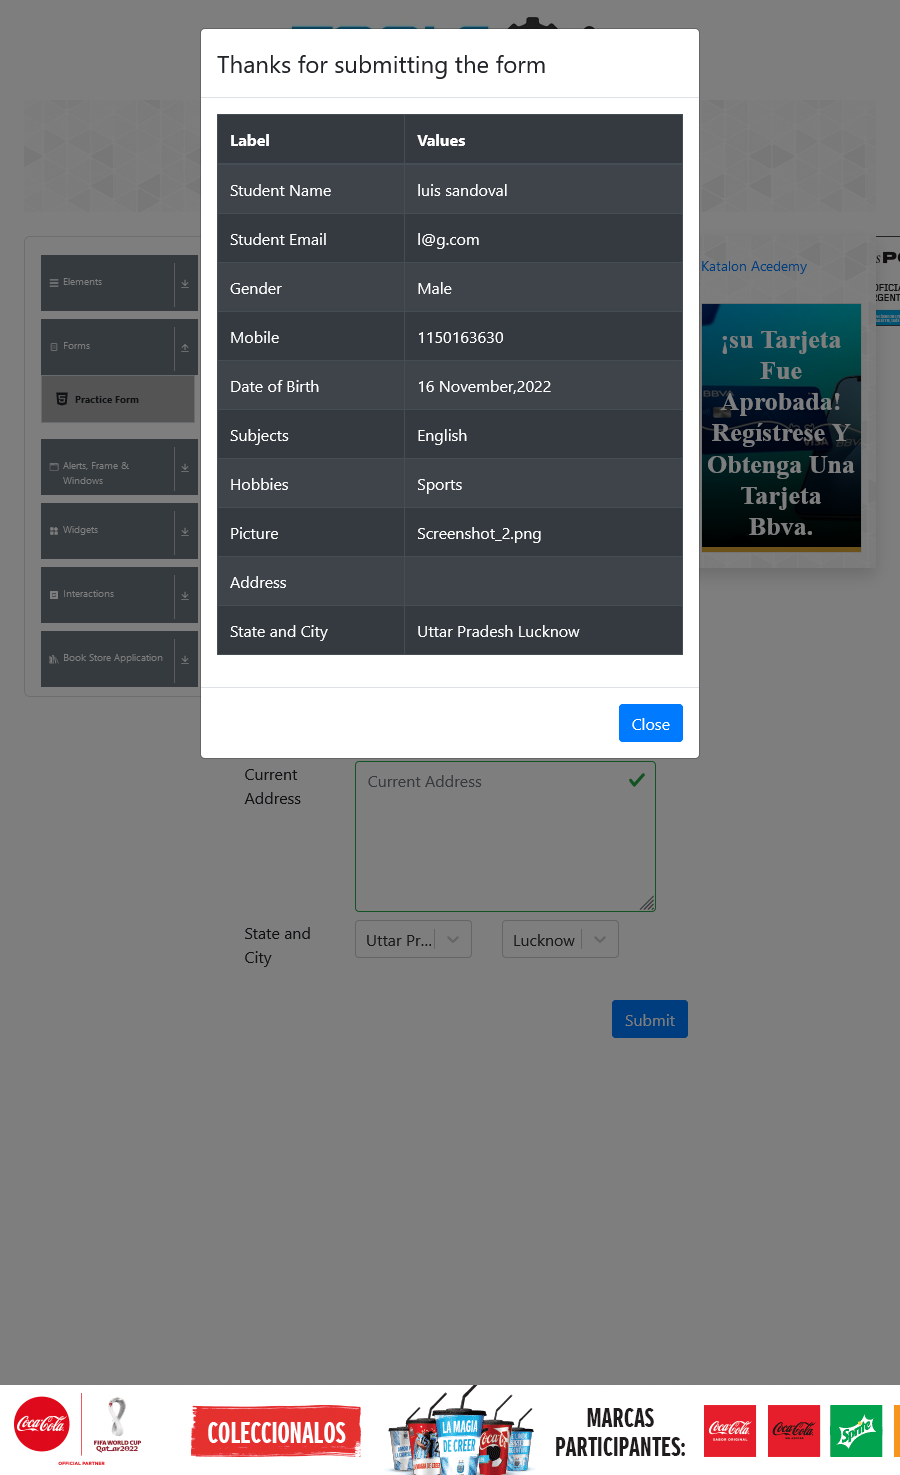 Thanks for submitting the form
Label Values
Student Name luis sandoval
Student Email l@g.com
Gender Male
Mobile 1150163630
Date of Birth 16 November,2022
Subjects English
Hobbies Sports
Picture Screenshot_2.png
Address
State and City Uttar Pradesh Lucknow
Close
Elements
Forms
Practice Form
Alerts, Frame &
Windows
Widgets
Interactions
Book Store Application
Katalon Acedemy
¡su Tarjeta
Fue
Aprobada!
Regístrese Y
Obtenga Una
Tarjeta
Bbva.
Current
Address
Current Address
State and
City
Uttar Pr...
Lucknow
Submit
Coca-Cola
FIFA WORLD CUP
Qatar2022
OFFICIAL PARTNER
COLECCIONALOS
LA MAGIA
DE CREER
MARCAS
PARTICIPANTES:
Coca-Cola
SABOR ORIGINAL
Coca-Cola
Sprite